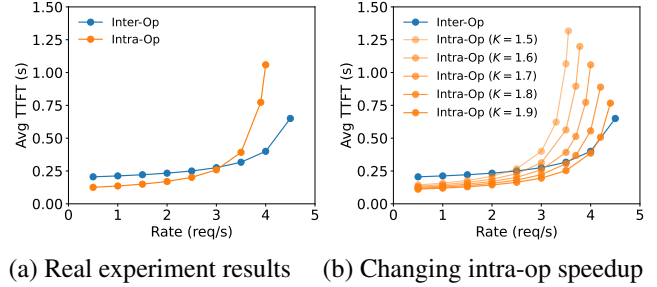 1.50
1.25
1.00
0.75
0.50
0.25
0.00
Avg TTFT (s)
Inter-Op
Intra-Op
0 1 2 3 4 5
Rate (req/s)
(a) Real experiment results
1.50
1.25
1.00
0.75
0.50
0.25
0.00
Avg TTFT (s)
Inter-Op
Intra-Op (K = 1.5)
Intra-Op (K = 1.6)
Intra-Op (K = 1.7)
Intra-Op (K = 1.8)
Intra-Op (K = 1.9)
0 1 2 3 4 5
Rate (req/s)
(b) Changing intra-op speedup